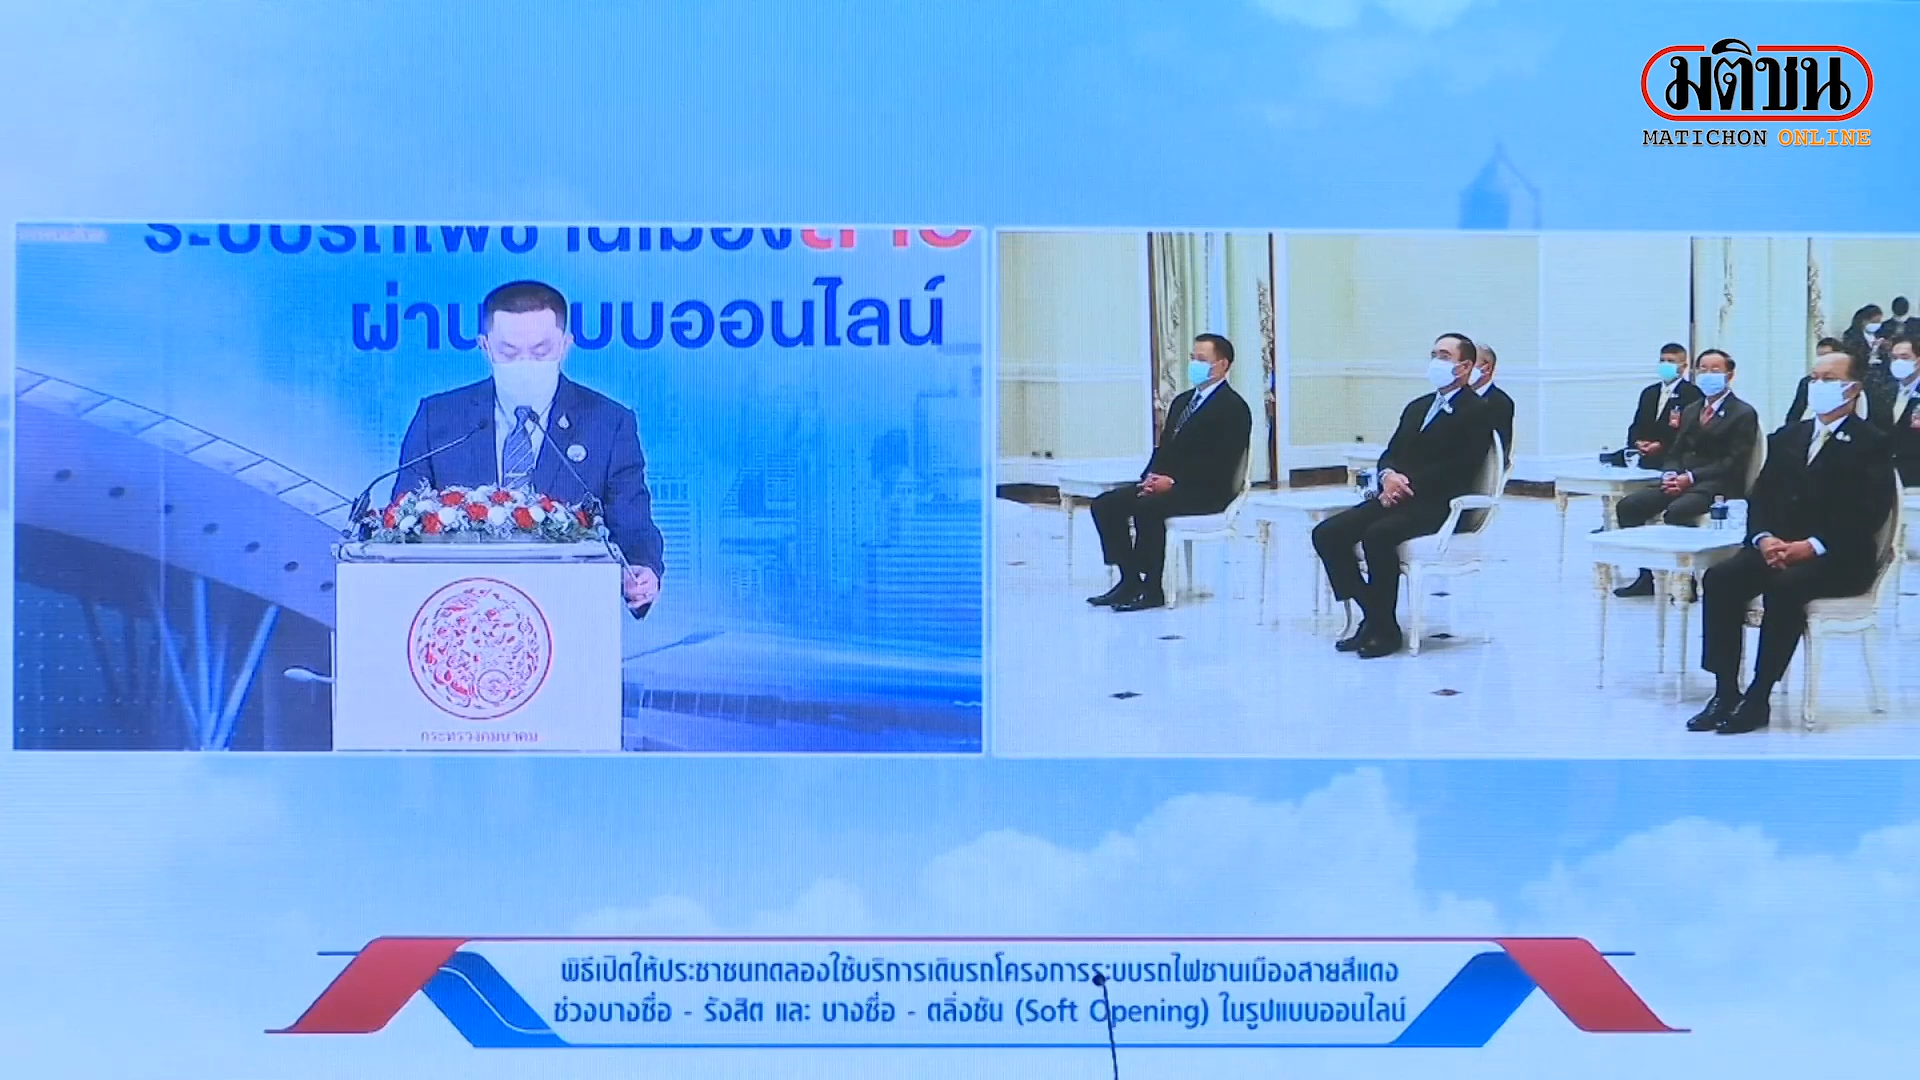 มติชน
MATICHON ONLINE
ผ่าน
บบออนไลน์
กระทรวงคมนาคม
พิธีเปิดให้ประชาชนทดลองใช้บริการเดินรถโครงการระบบรถไฟชานเมืองสายสีแดง
ช่วงบางซื่อ - รังสิต และ บางซื่อ - ตลิ่งชัน (Soft Opening) ในรูปแบบออนไลน์